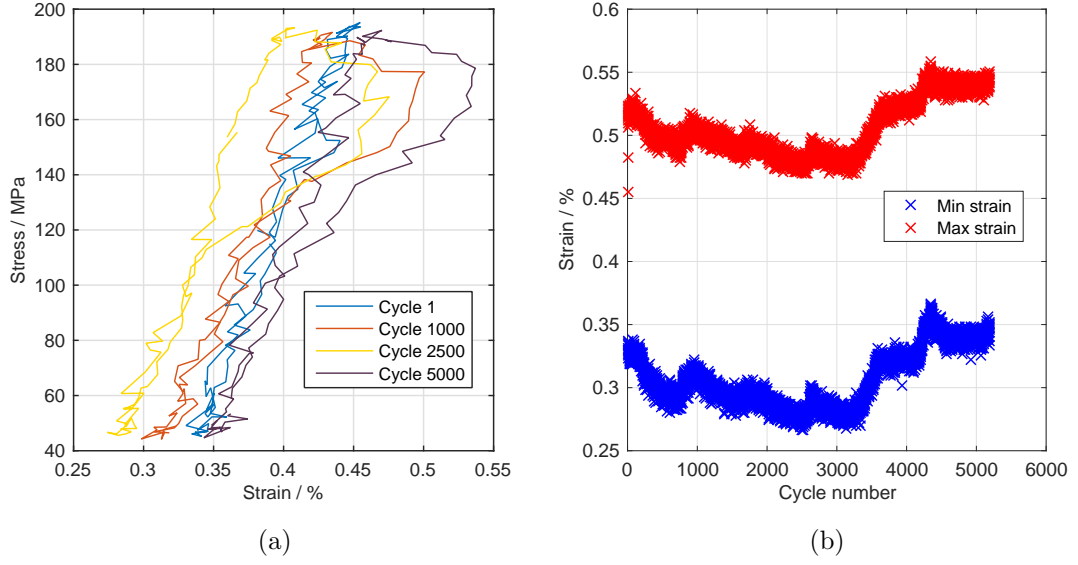 200
180
160
140
120
100
80
60
40
Stress / MPa
0.25 0.3 0.35 0.4 0.45 0.5 0.55
Strain / %
Cycle 1
Cycle 1000
Cycle 2500
Cycle 5000
(a)
0.6
0.55
0.5
0.45
0.4
0.35
0.3
0.25
Strain / %
0 1000 2000 3000 4000 5000 6000
Cycle number
Min strain
Max strain
(b)